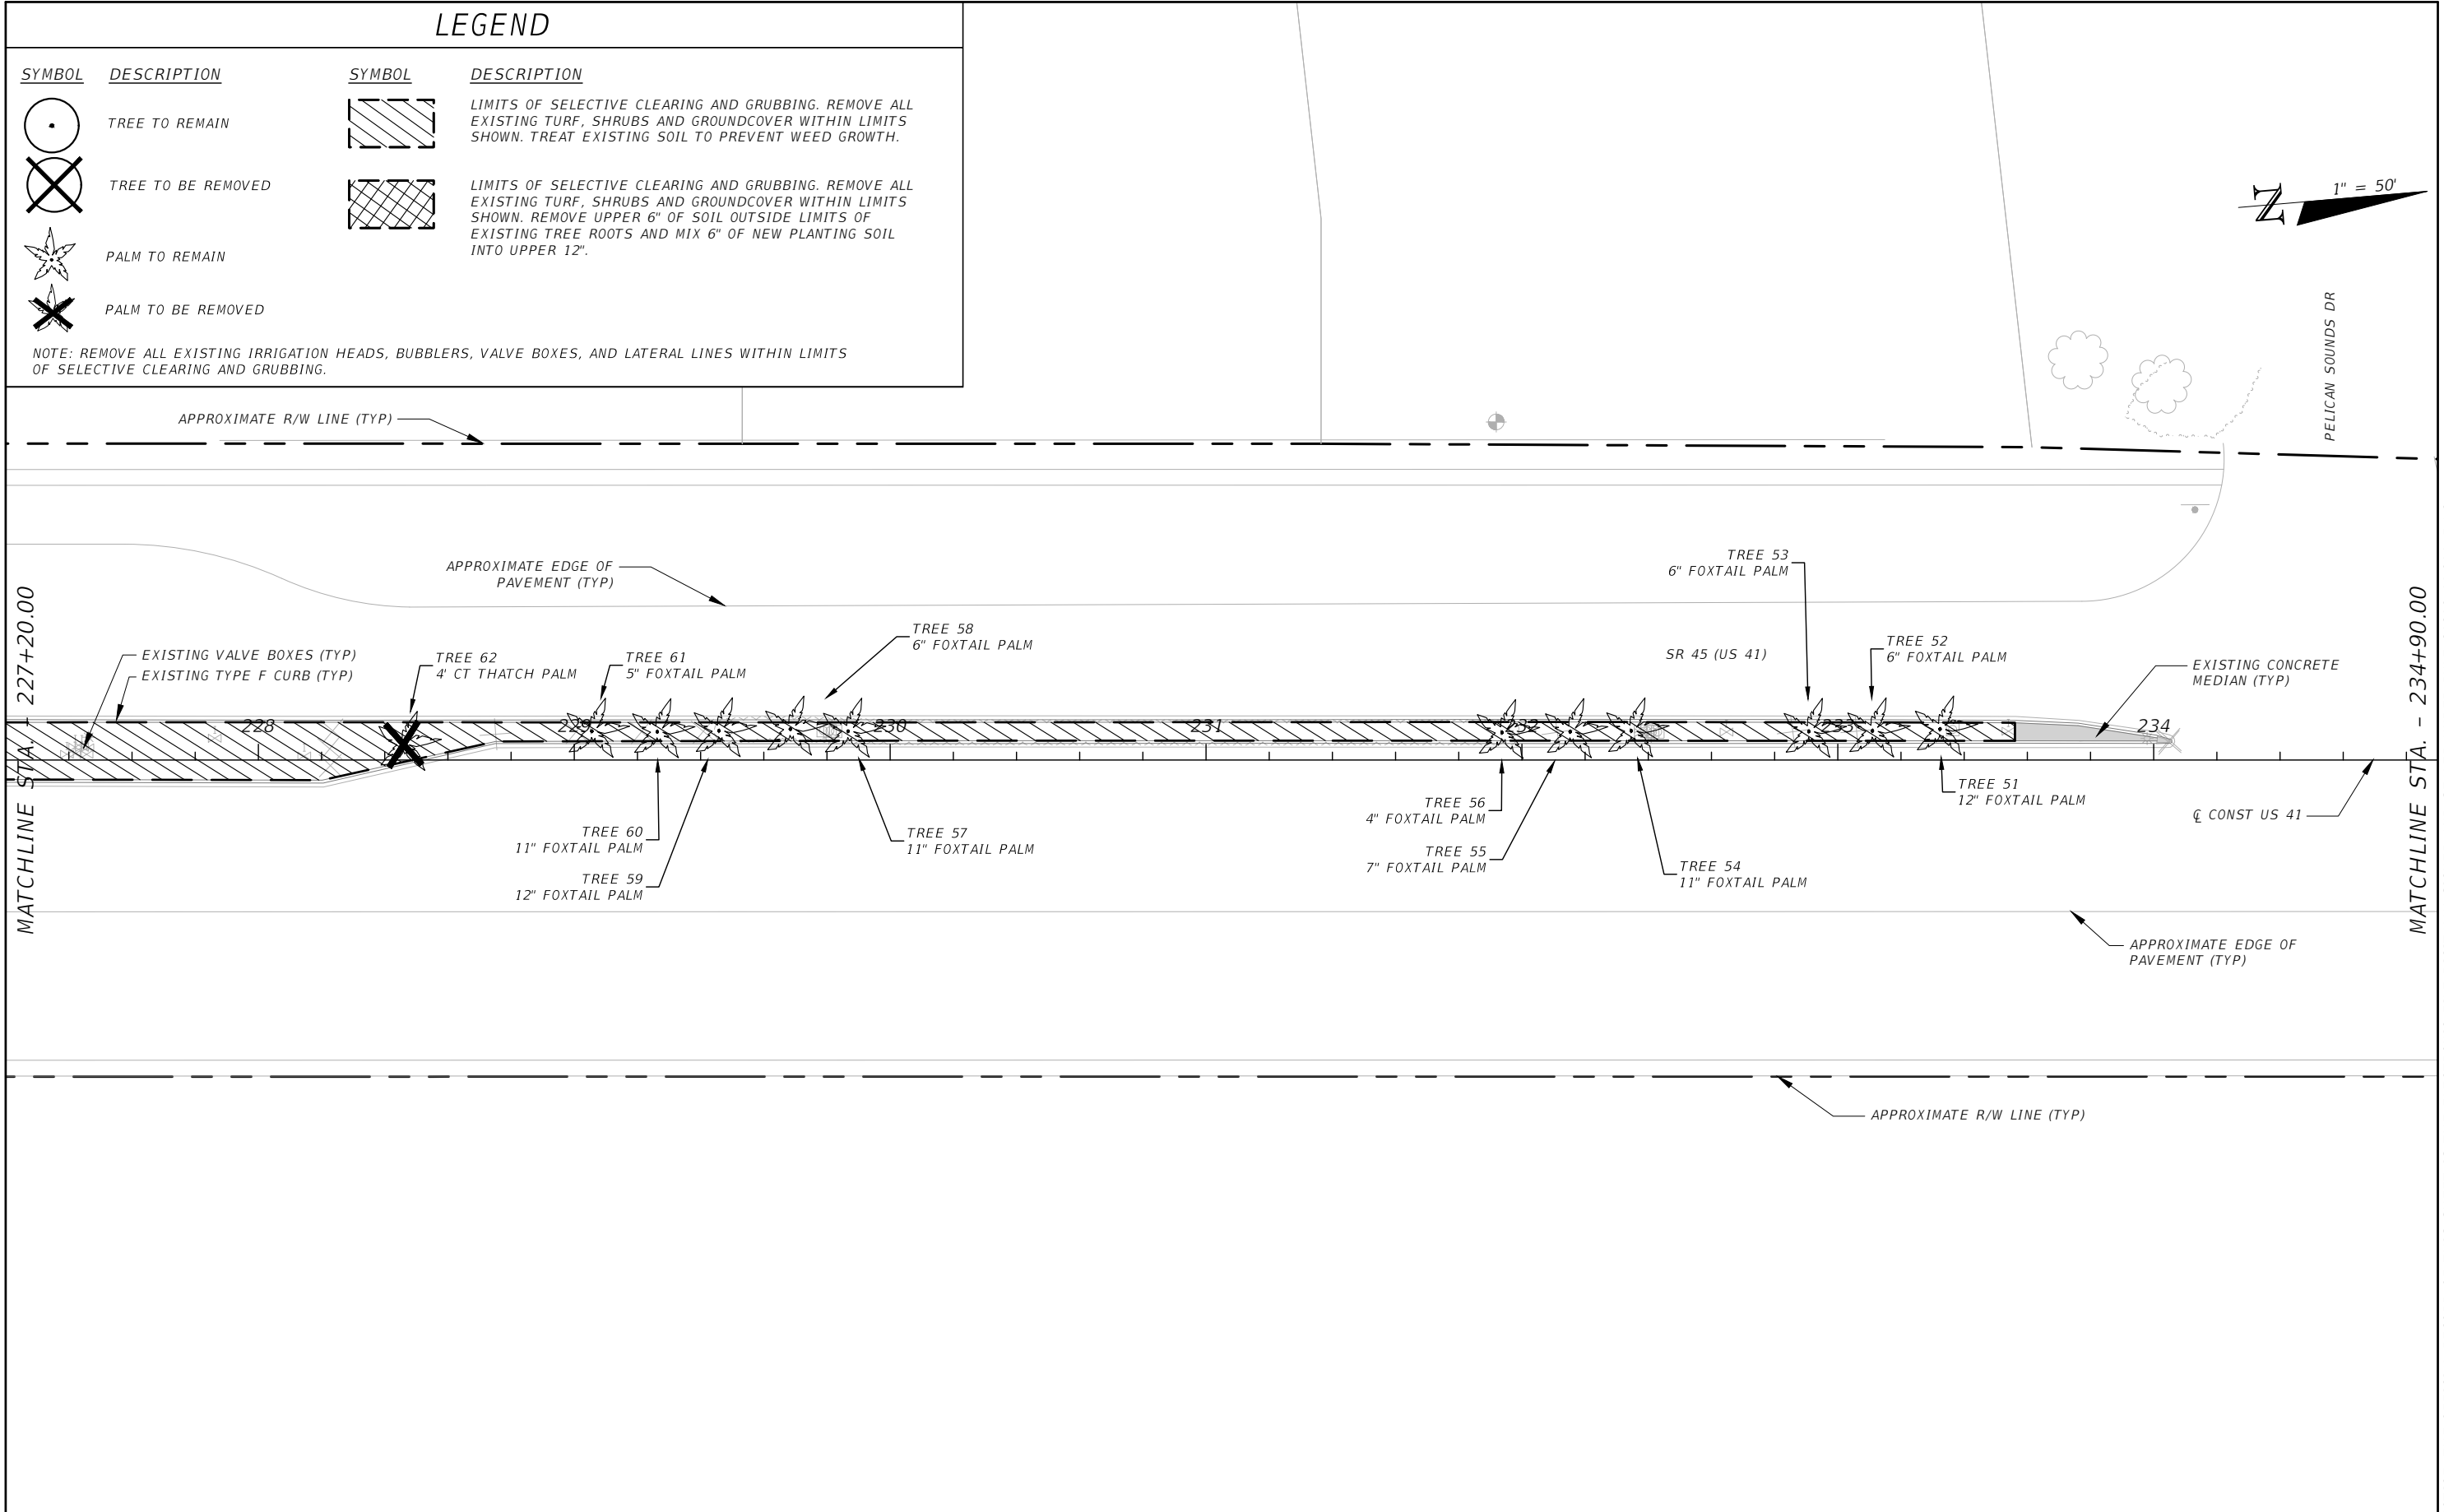 LEGEND
SYMBOL DESCRIPTION SYMBOL DESCRIPTION
TREE TO REMAIN
TREE TO BE REMOVED
PALM TO REMAIN
PALM TO BE REMOVED
LIMITS OF SELECTIVE CLEARING AND GRUBBING. REMOVE ALL
EXISTING TURF, SHRUBS AND GROUNDCOVER WITHIN LIMITS
SHOWN. TREAT EXISTING SOIL TO PREVENT WEED GROWTH.
LIMITS OF SELECTIVE CLEARING AND GRUBBING. REMOVE ALL
EXISTING TURF, SHRUBS AND GROUNDCOVER WITHIN LIMITS
SHOWN. REMOVE UPPER 6" OF SOIL OUTSIDE LIMITS OF
EXISTING TREE ROOTS AND MIX 6" OF NEW PLANTING SOIL
INTO UPPER 12".
NOTE: REMOVE ALL EXISTING IRRIGATION HEADS, BUBBLERS, VALVE BOXES, AND LATERAL LINES WITHIN LIMITS
OF SELECTIVE CLEARING AND GRUBBING.
N
1" = 50'
PELICAN SOUNDS DR
APPROXIMATE R/W LINE (TYP)
APPROXIMATE EDGE OF
PAVEMENT (TYP)
TREE 53
6" FOXTAIL PALM
TREE 58
6" FOXTAIL PALM
TREE 52
6" FOXTAIL PALM
SR 45 (US 41)
EXISTING VALVE BOXES (TYP)
EXISTING TYPE F CURB (TYP)
TREE 62
4' CT THATCH PALM
TREE 61
5" FOXTAIL PALM
EXISTING CONCRETE
MEDIAN (TYP)
MATCHLINE STA. - 227+20.00
228
229
230
231
232
233
234
MATCHLINE STA. - 234+90.00
TREE 51
12" FOXTAIL PALM
TREE 56
4" FOXTAIL PALM
℄ CONST US 41
TREE 60
11" FOXTAIL PALM
TREE 57
11" FOXTAIL PALM
TREE 55
7" FOXTAIL PALM
TREE 54
11" FOXTAIL PALM
TREE 59
12" FOXTAIL PALM
APPROXIMATE EDGE OF
PAVEMENT (TYP)
APPROXIMATE R/W LINE (TYP)